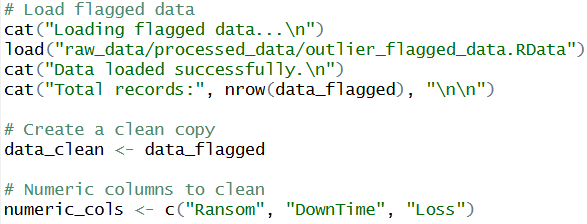 # Load flagged data
cat("Loading flagged data...\n")
load("raw_data/processed_data/outlier_flagged_data.RData")
cat("Data loaded successfully.\n")
cat("Total records:", nrow(data_flagged), "\n\n")
# Create a clean copy
data_clean <- data_flagged
# Numeric columns to clean
numeric_cols <- c("Ransom", "DownTime", "Loss")